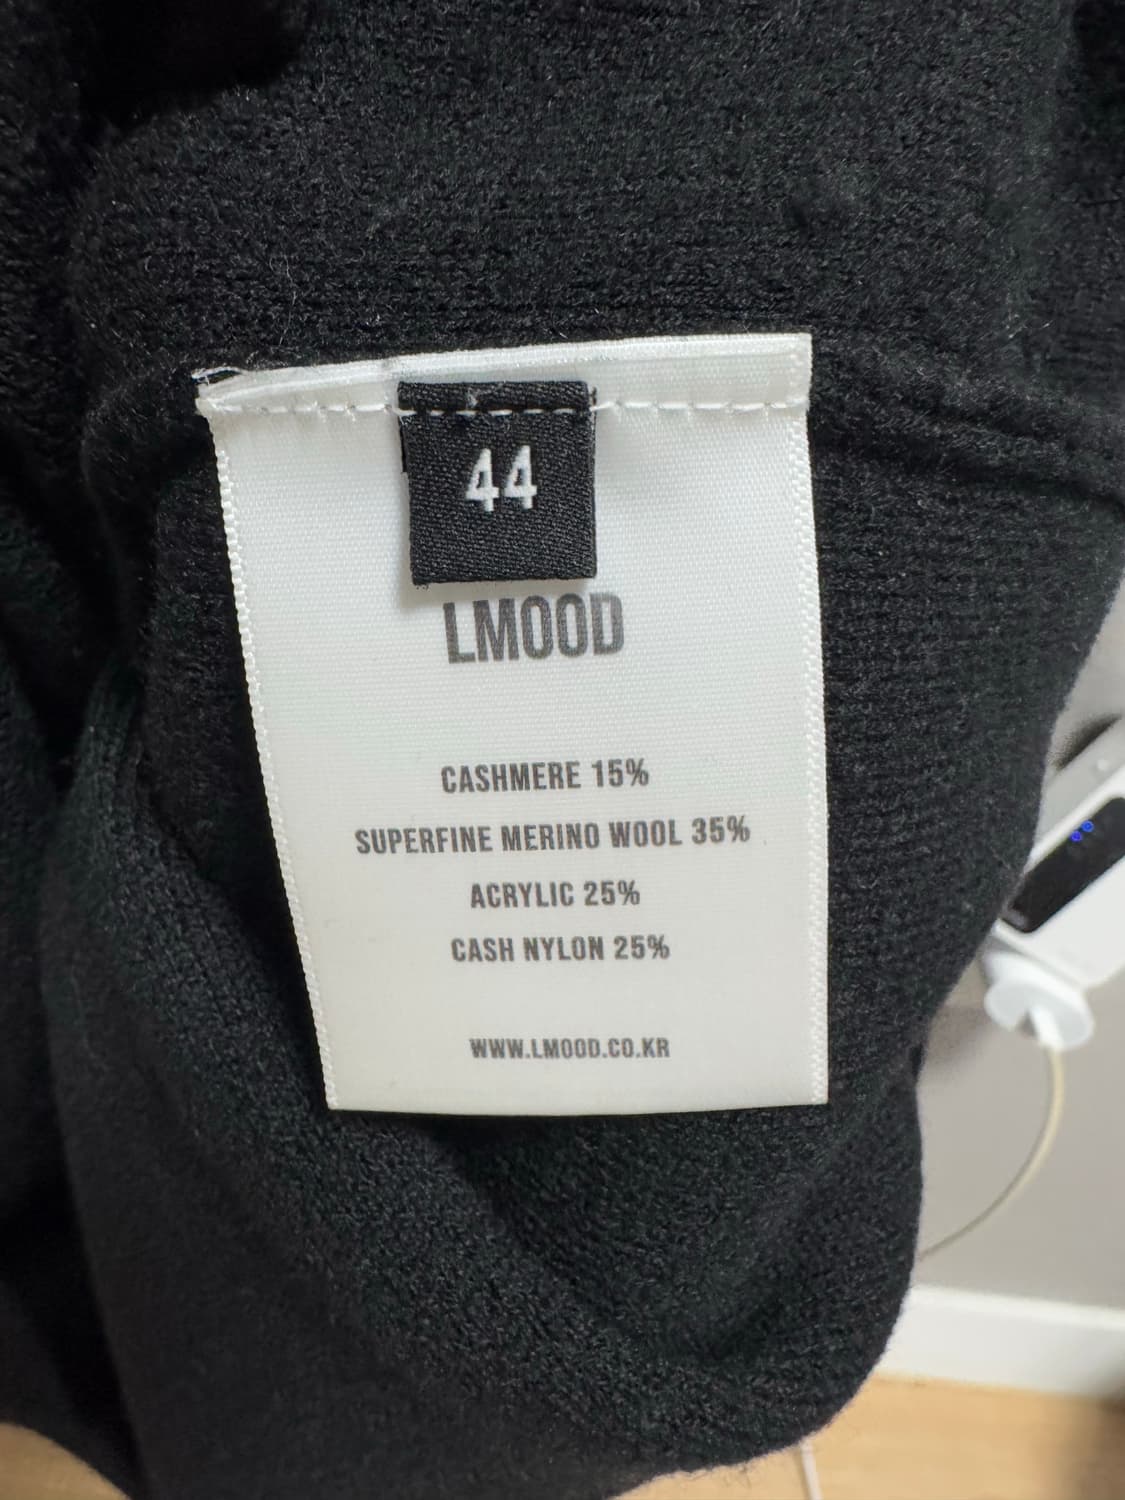 44
LMOOD
CASHMERE 15%
SUPERFINE MERINO WOOL 35%
ACRYLIC 25%
CASH NYLON 25%
WWW.LMOOD.CO.KR